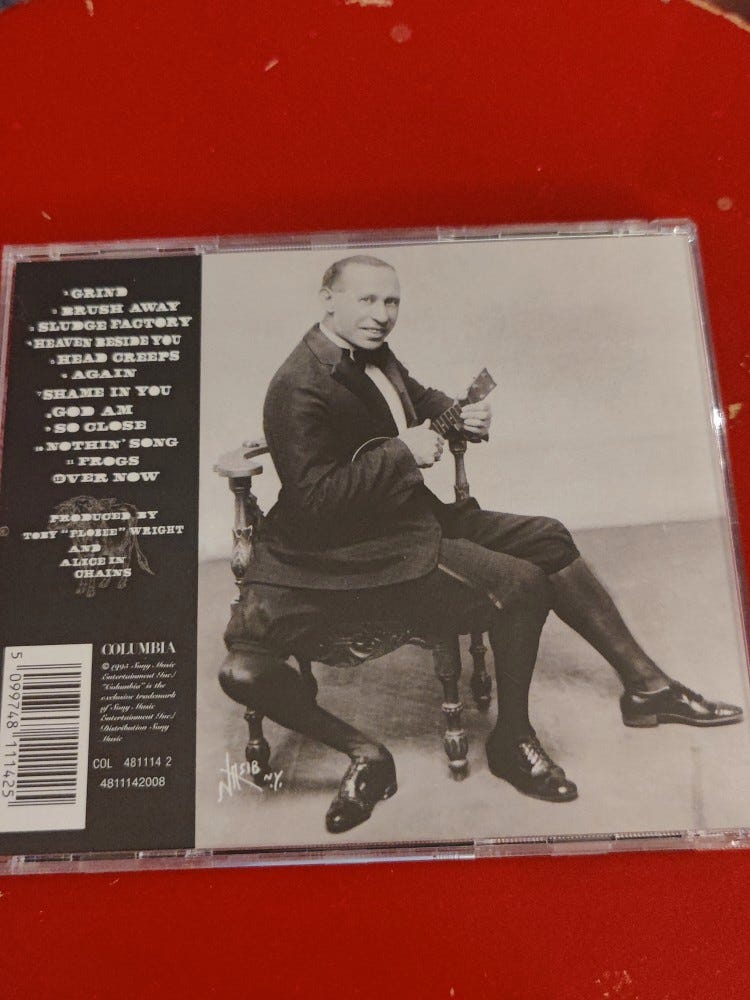 1 GRIND
2 BRUSH AWAY
3 SLUDGE FACTORY
4 HEAVEN BESIDE YOU
5 HEAD CREEPS
6 AGAIN
7 SHAME IN YOU
8 GOD AM
9 SO CLOSE
10 NOTHIN' SONG
11 FROGS
12 OVER NOW
PRODUCED BY
TOBY "PLOBEE" WRIGHT
AND
ALICE IN
CHAINS
COLUMBIA
© 1995 Sony Music
Entertainment Inc./
"Columbia" is the
exclusive trademark
of Sony Music
Entertainment Inc./
Distribution Sony
Music
COL 481114 2
4811142008
5 099748 111425
N.Y.